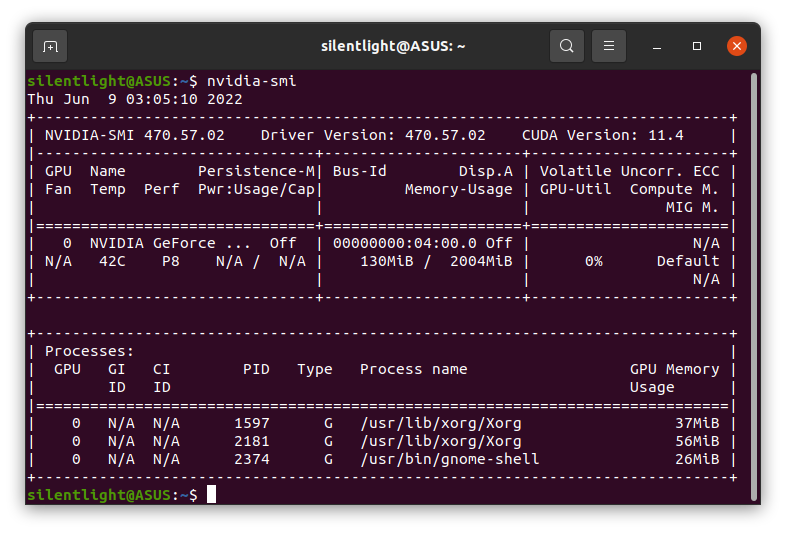 silentlight@ASUS: ~
silentlight@ASUS:~$ nvidia-smi
Thu Jun  9 03:05:10 2022
+-----------------------------------------------------------------------------+
| NVIDIA-SMI 470.57.02    Driver Version: 470.57.02    CUDA Version: 11.4     |
|-------------------------------+----------------------+----------------------+
| GPU  Name        Persistence-M| Bus-Id        Disp.A | Volatile Uncorr. ECC |
| Fan  Temp  Perf  Pwr:Usage/Cap|         Memory-Usage | GPU-Util  Compute M. |
|                               |                      |               MIG M. |
|===============================+======================+======================|
|   0  NVIDIA GeForce ...  Off  | 00000000:04:00.0 Off |                  N/A |
| N/A   42C    P8    N/A /  N/A |    130MiB /  2004MiB |      0%      Default |
|                               |                      |                  N/A |
+-------------------------------+----------------------+----------------------+
+-----------------------------------------------------------------------------+
| Processes:                                                                  |
|  GPU   GI   CI        PID   Type   Process name                  GPU Memory |
|        ID   ID                                                   Usage      |
|=============================================================================|
|    0   N/A  N/A      1597      G   /usr/lib/xorg/Xorg                 37MiB |
|    0   N/A  N/A      2181      G   /usr/lib/xorg/Xorg                 56MiB |
|    0   N/A  N/A      2374      G   /usr/bin/gnome-shell               26MiB |
+-----------------------------------------------------------------------------+
silentlight@ASUS:~$